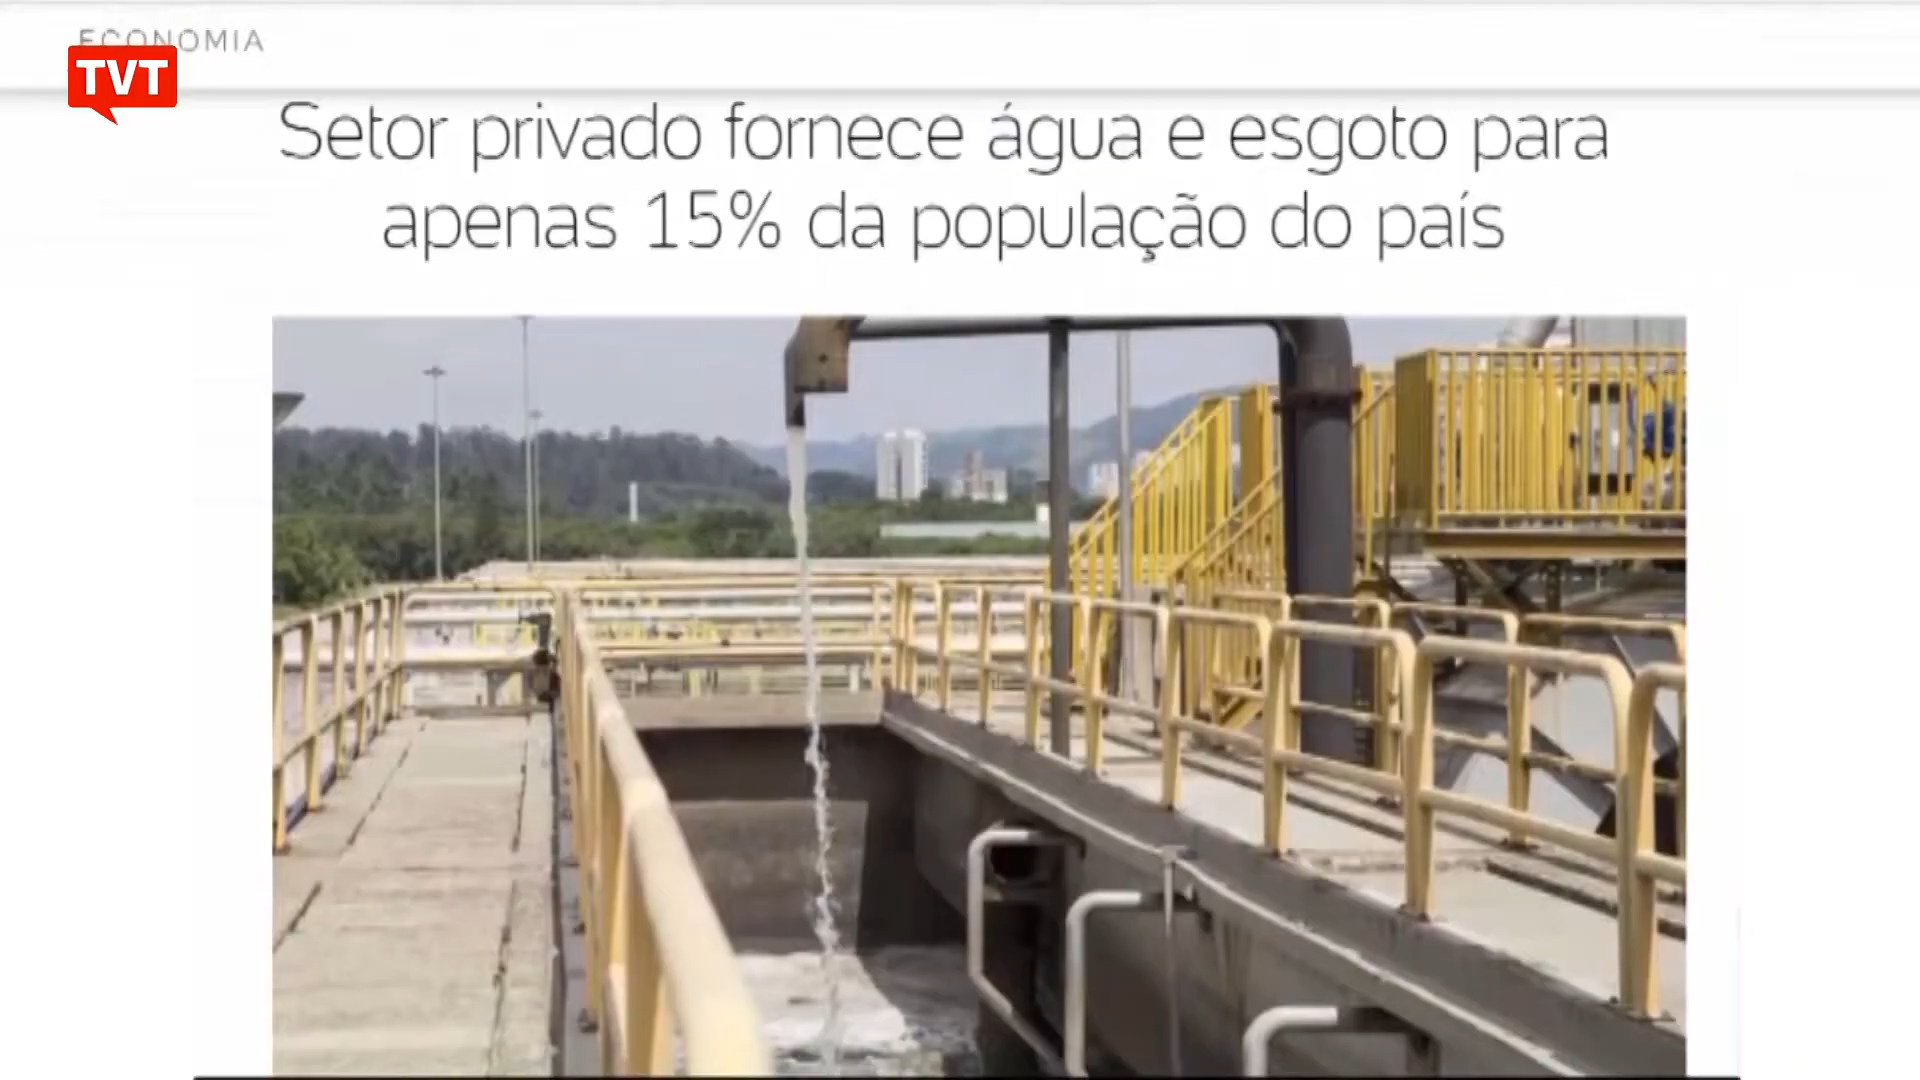 ECONOMIA
TVT
Setor privado fornece água e esgoto para
apenas 15% da população do país